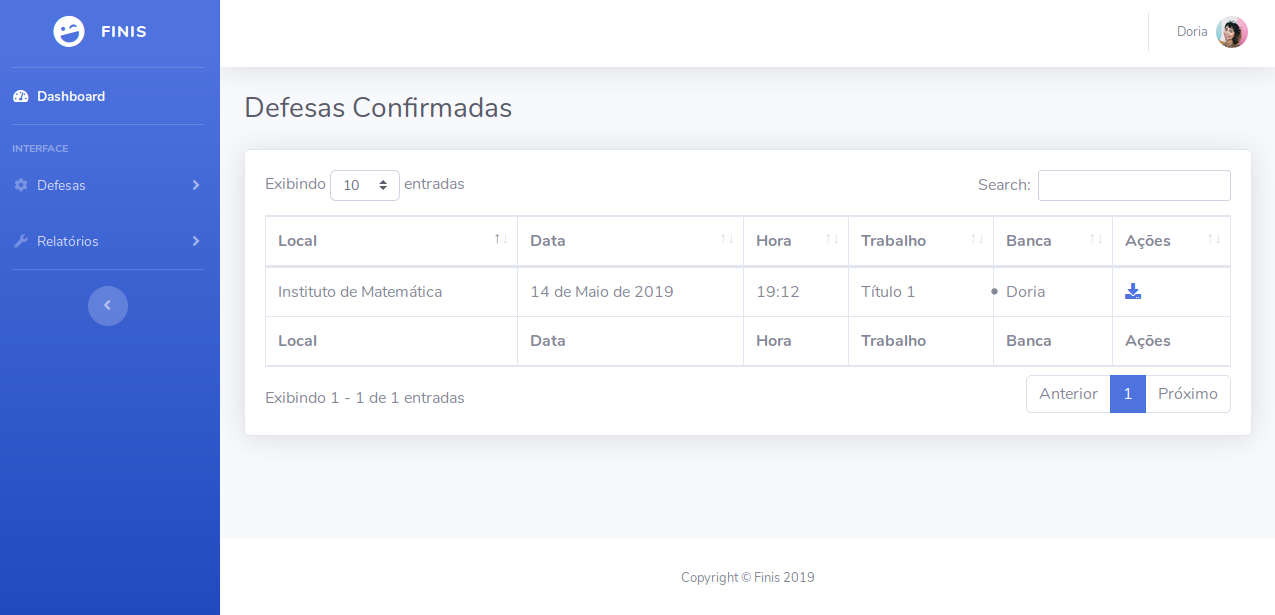 FINIS
Doria
Dashboard
INTERFACE
Defesas
Relatórios
Defesas Confirmadas
Exibindo 10 entradas
Search:
Local Data Hora Trabalho Banca Ações
Instituto de Matemática 14 de Maio de 2019 19:12 Título 1 • Doria
Local Data Hora Trabalho Banca Ações
Exibindo 1 - 1 de 1 entradas
Anterior 1 Próximo
Copyright © Finis 2019